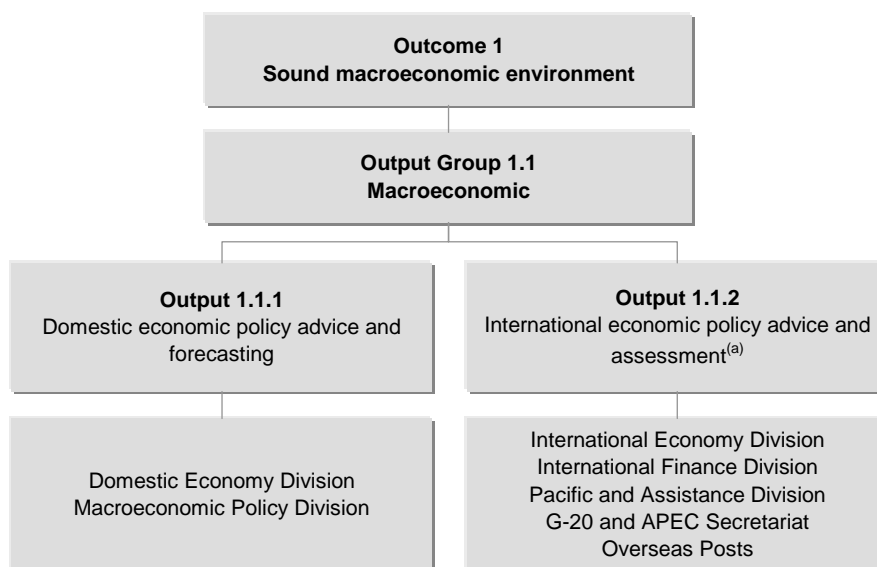 Outcome 1
Sound macroeconomic environment
Output Group 1.1
Macroeconomic
Output 1.1.1
Domestic economic policy advice and
forecasting
Output 1.1.2
International economic policy advice and
assessment(a)
Domestic Economy Division
Macroeconomic Policy Division
International Economy Division
International Finance Division
Pacific and Assistance Division
G-20 and APEC Secretariat
Overseas Posts